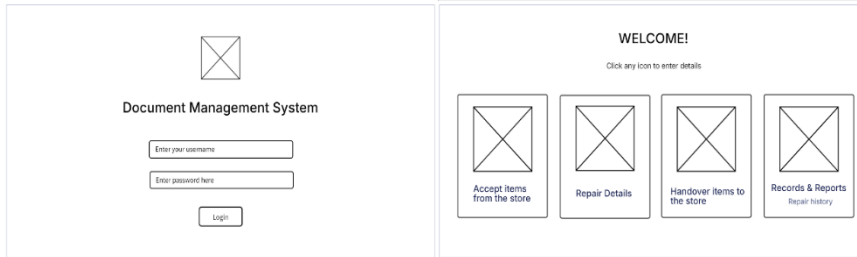 Document Management System
Enter your username
Enter password here
Login
WELCOME!
Click any icon to enter details
Accept items
from the store
Repair Details
Handover items to
the store
Records & Reports
Repair history